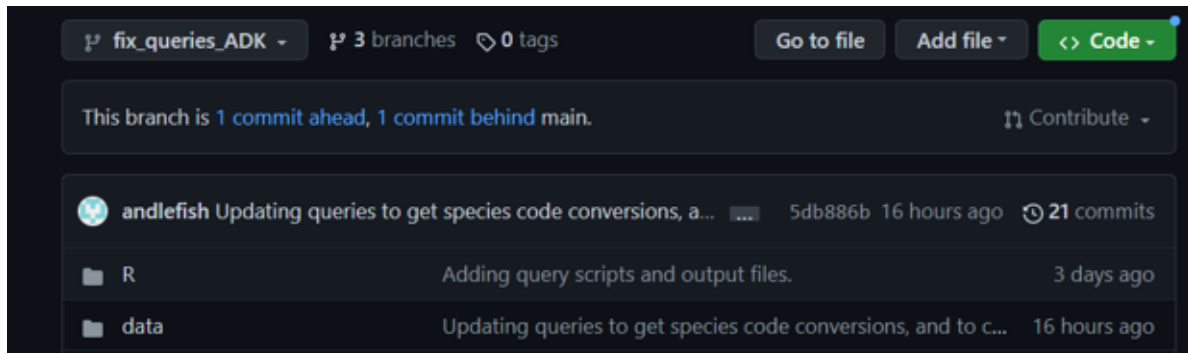 fix_queries_ADK 3 branches 0 tags Go to file Add file <> Code
This branch is 1 commit ahead, 1 commit behind main. Contribute
andlefish Updating queries to get species code conversions, a... ... 5db886b 16 hours ago 21 commits
R Adding query scripts and output files. 3 days ago
data Updating queries to get species code conversions, and to c... 16 hours ago